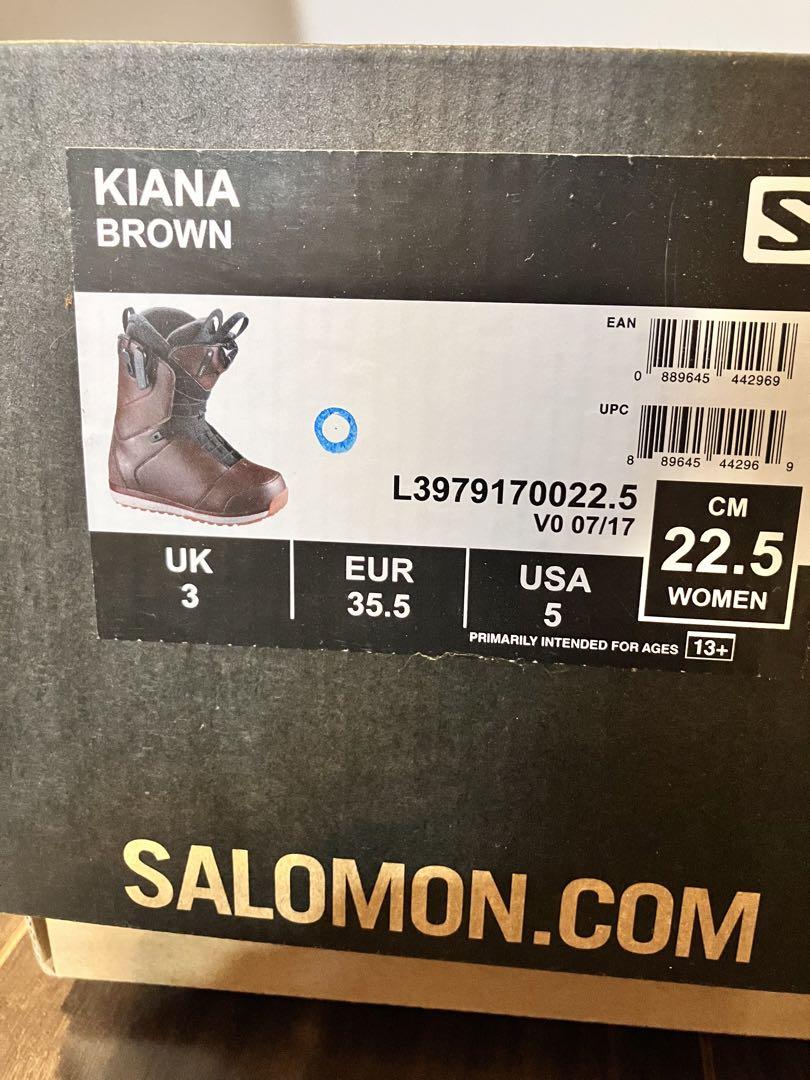 KIANA
BROWN
S
EAN
0 889645 442969
UPC
8 89645 44296 9
L3979170022.5
V0 07/17
UK
3
EUR
35.5
USA
5
CM
22.5
WOMEN
PRIMARILY INTENDED FOR AGES 13+
SALOMON.COM